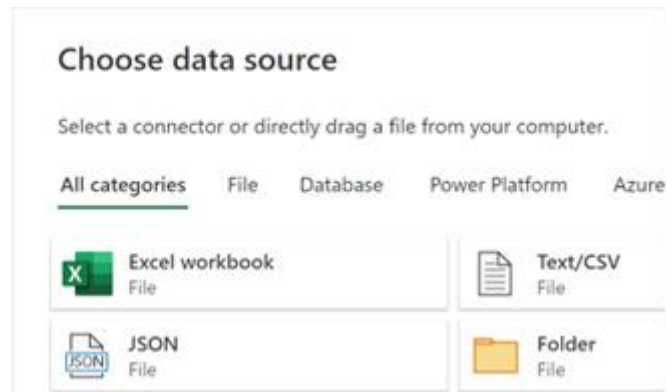 Choose data source
Select a connector or directly drag a file from your computer.
All categories File Database Power Platform Azure
Excel workbook Text/CSV
File File
JSON Folder
File File
JSON